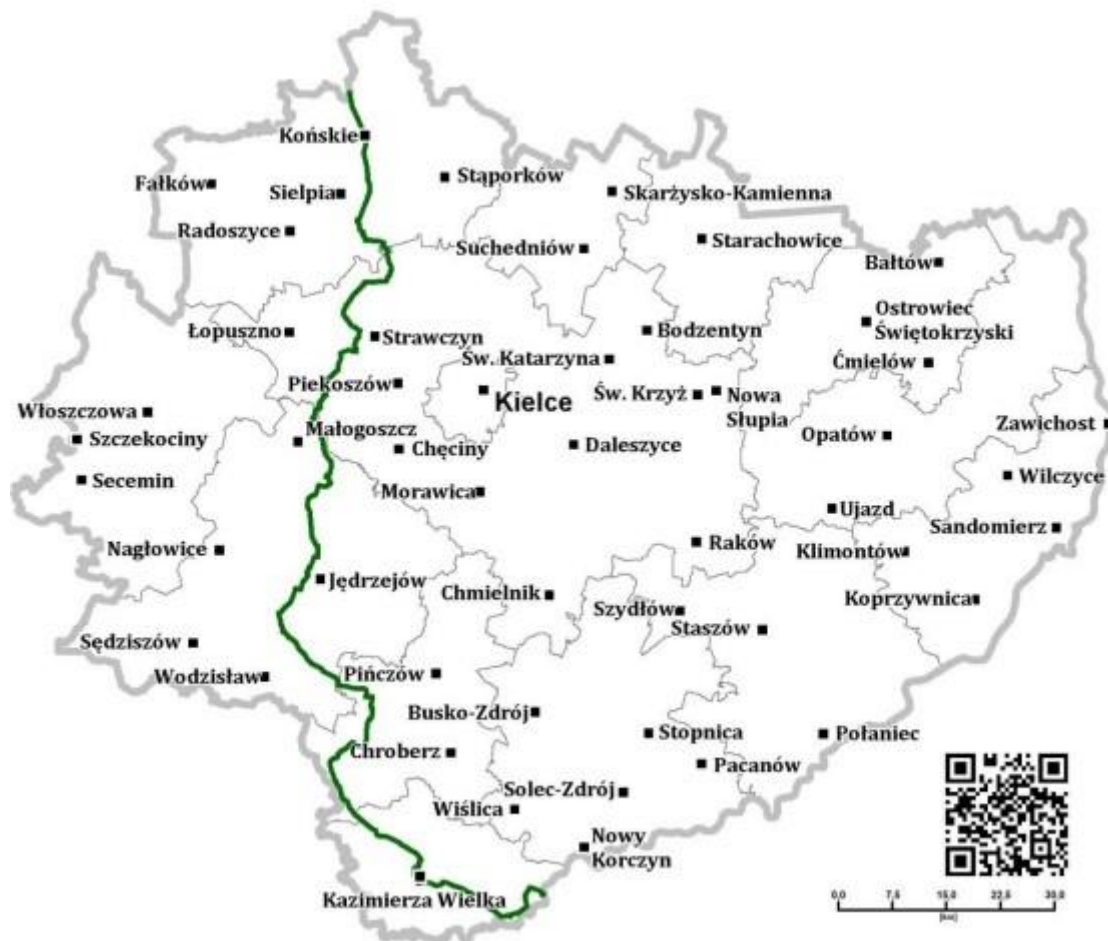 Końskie
Fałków
Sielpia
Stąporków
Skarżysko-Kamienna
Radoszyce
Suchedniów
Starachowice
Bałtów
Łopuszno
Strawczyn
Bodzentyn
Ostrowiec
Świętokrzyski
Św. Katarzyna
Ćmielów
Piekoszów
Kielce
Św. Krzyż
Nowa
Słupia
Włoszczowa
Szczekociny
Małogoszcz
Chęciny
Daleszyce
Opatów
Zawichost
Secemin
Morawica
Wilczyce
Ujazd
Sandomierz
Nagłowice
Raków
Klimontów
Jędrzejów
Chmielnik
Szydłów
Koprzywnica
Staszów
Sędziszów
Wodzisław
Pińczów
Busko-Zdrój
Stopnica
Połaniec
Chroberz
Pacanów
Solec-Zdrój
Wiślica
Nowy
Korczyn
Kazimierza Wielka
0,0 7,5 15,0 22,5 30,0
[km]